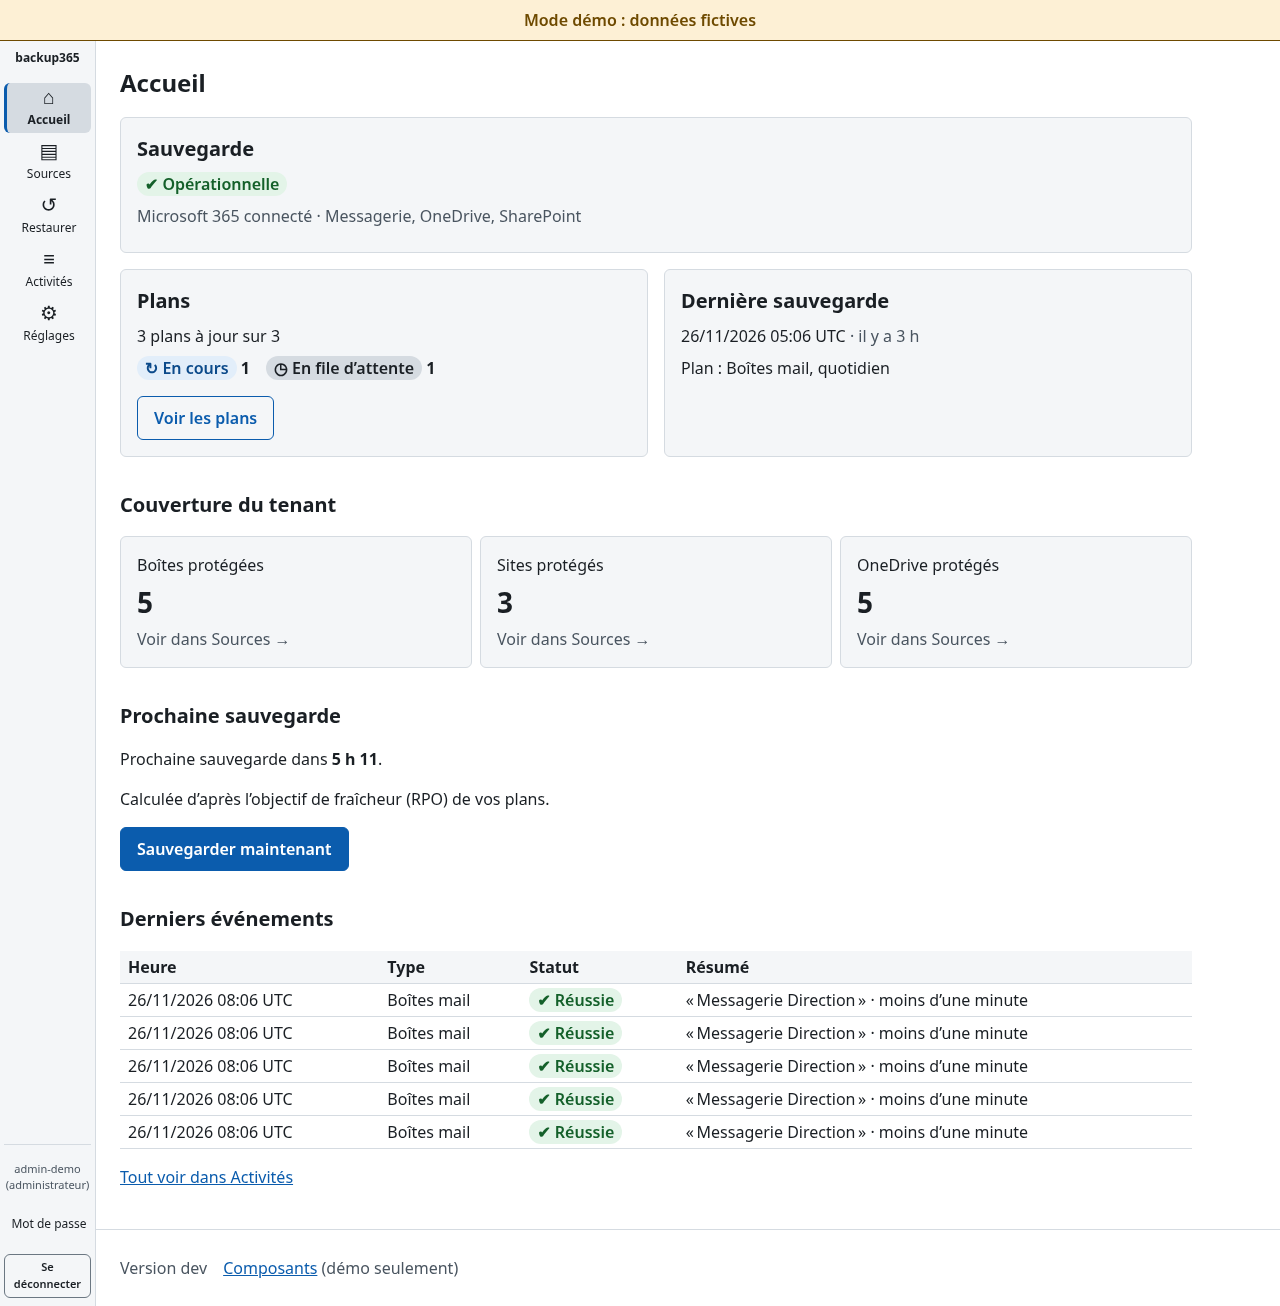 Mode démo : données fictives
backup365
Accueil
Sources
Restaurer
Activités
Réglages
admin-demo
(administrateur)
Mot de passe
Se
déconnecter
Accueil
Sauvegarde
✔ Opérationnelle
Microsoft 365 connecté · Messagerie, OneDrive, SharePoint
Plans
3 plans à jour sur 3
↻ En cours 1 ◷ En file d’attente 1
Voir les plans
Dernière sauvegarde
26/11/2026 05:06 UTC · il y a 3 h
Plan : Boîtes mail, quotidien
Couverture du tenant
Boîtes protégées
5
Voir dans Sources →
Sites protégés
3
Voir dans Sources →
OneDrive protégés
5
Voir dans Sources →
Prochaine sauvegarde
Prochaine sauvegarde dans 5 h 11.
Calculée d’après l’objectif de fraîcheur (RPO) de vos plans.
Sauvegarder maintenant
Derniers événements
Heure Type Statut Résumé
26/11/2026 08:06 UTC Boîtes mail ✔ Réussie « Messagerie Direction » · moins d’une minute
26/11/2026 08:06 UTC Boîtes mail ✔ Réussie « Messagerie Direction » · moins d’une minute
26/11/2026 08:06 UTC Boîtes mail ✔ Réussie « Messagerie Direction » · moins d’une minute
26/11/2026 08:06 UTC Boîtes mail ✔ Réussie « Messagerie Direction » · moins d’une minute
26/11/2026 08:06 UTC Boîtes mail ✔ Réussie « Messagerie Direction » · moins d’une minute
Tout voir dans Activités
Version dev Composants (démo seulement)